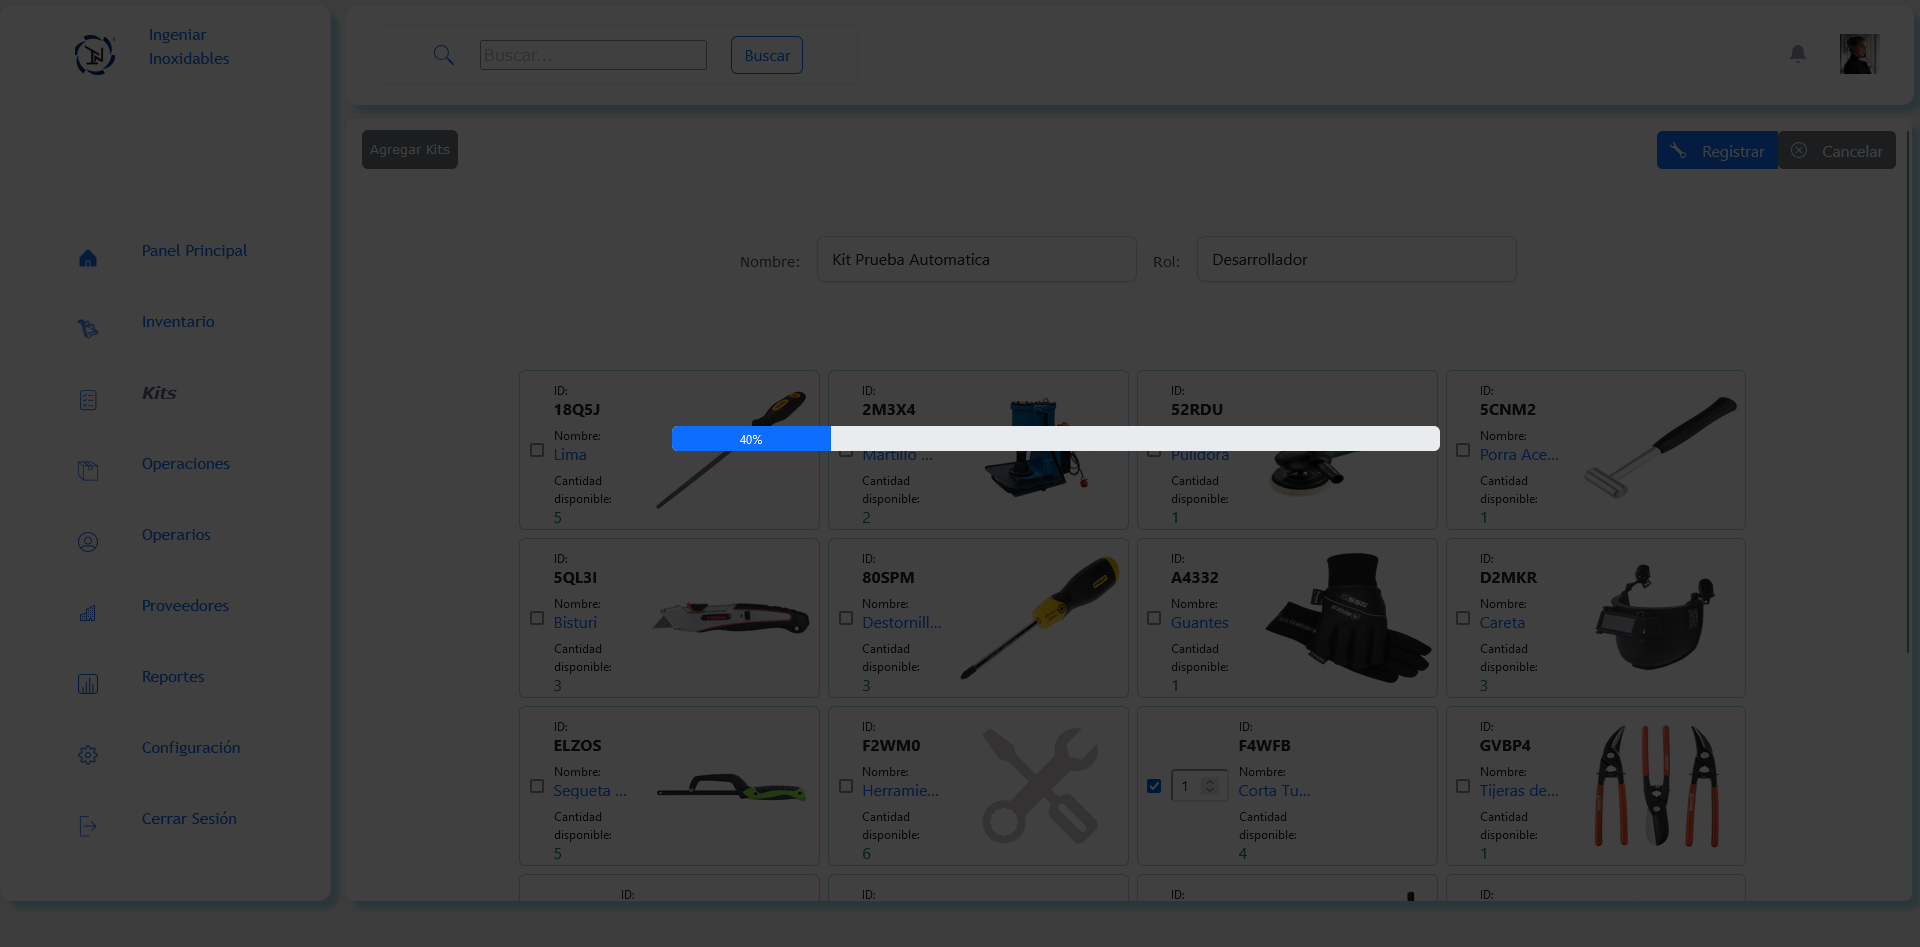 Ingeniar
Inoxidables
Buscar...
Buscar
Agregar Kits
Registrar
Cancelar
Panel Principal
Inventario
Kits
Operaciones
Operarios
Proveedores
Reportes
Configuración
Cerrar Sesión
Nombre:
Kit Prueba Automatica
Rol:
Desarrollador
40%
ID:
18Q5J
Nombre:
Lima
Cantidad
disponible:
5
ID:
2M3X4
Martillo ...
Cantidad
disponible:
2
ID:
52RDU
Pulidora
Cantidad
disponible:
1
ID:
5CNM2
Nombre:
Porra Ace...
Cantidad
disponible:
1
ID:
5QL3I
Nombre:
Bisturi
Cantidad
disponible:
3
ID:
80SPM
Nombre:
Destornill...
Cantidad
disponible:
3
ID:
A4332
Nombre:
Guantes
Cantidad
disponible:
1
ID:
D2MKR
Nombre:
Careta
Cantidad
disponible:
3
ID:
ELZOS
Nombre:
Segueta ...
Cantidad
disponible:
5
ID:
F2WM0
Nombre:
Herramie...
Cantidad
disponible:
6
1
ID:
F4WFB
Nombre:
Corta Tu...
Cantidad
disponible:
4
ID:
GVBP4
Nombre:
Tijeras de...
Cantidad
disponible:
1
ID:
ID:
ID:
ID: